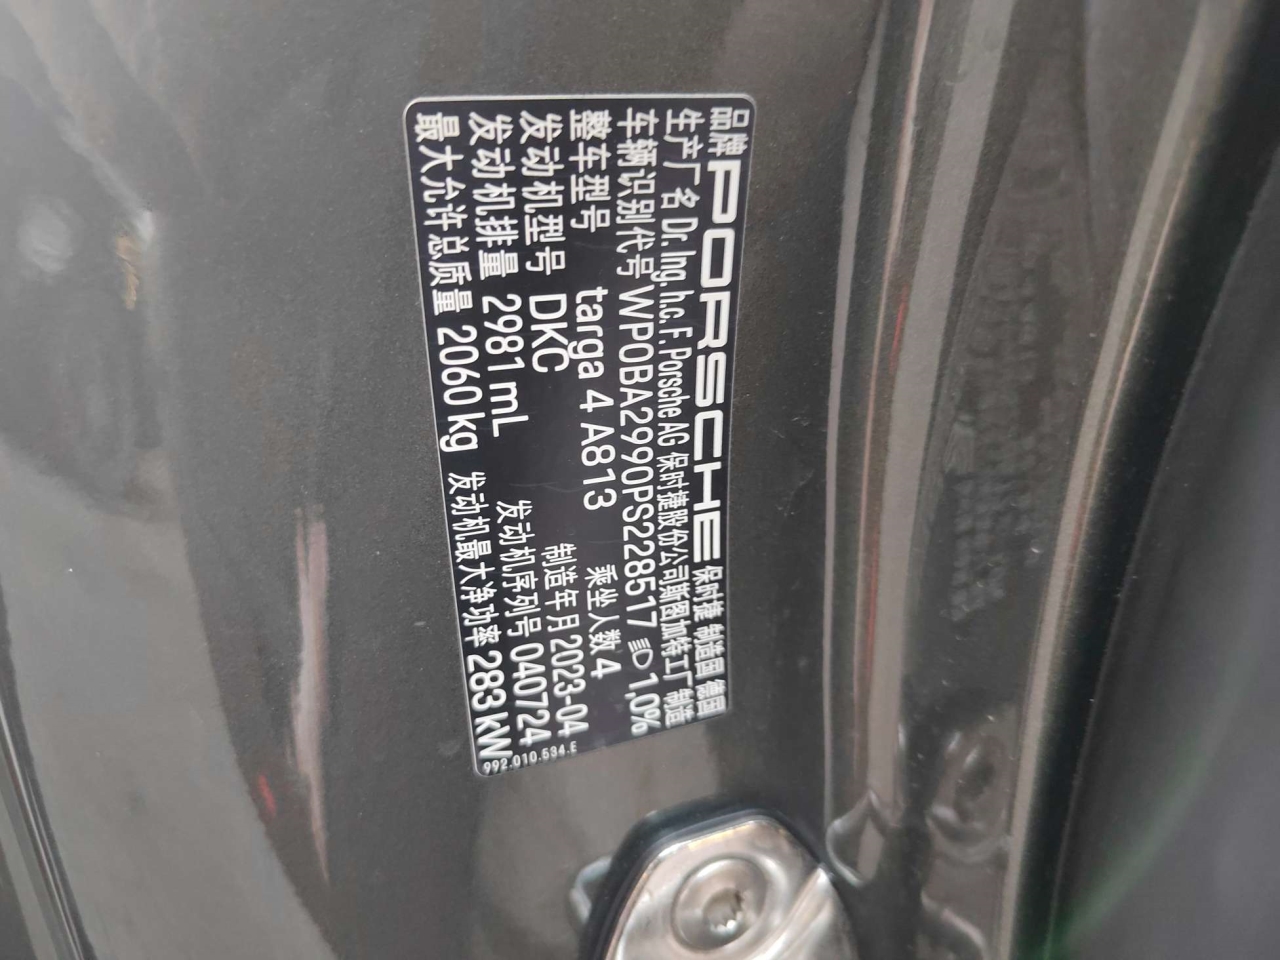 品牌 PORSCHE 保时捷 制造国 德国
生产厂名 Dr. Ing. h.c. F. Porsche AG 保时捷股份公司斯图加特工厂 制造
车辆识别代号 WP0BA2990PS228517 1,0%
整车型号 targa 4 A813 乘坐人数 4
发动机型号 DKC 制造年月 2023-04
发动机排量 2981 mL 发动机序列号 040724
最大允许总质量 2060 kg 发动机最大净功率 283 kW
992.010.534.E